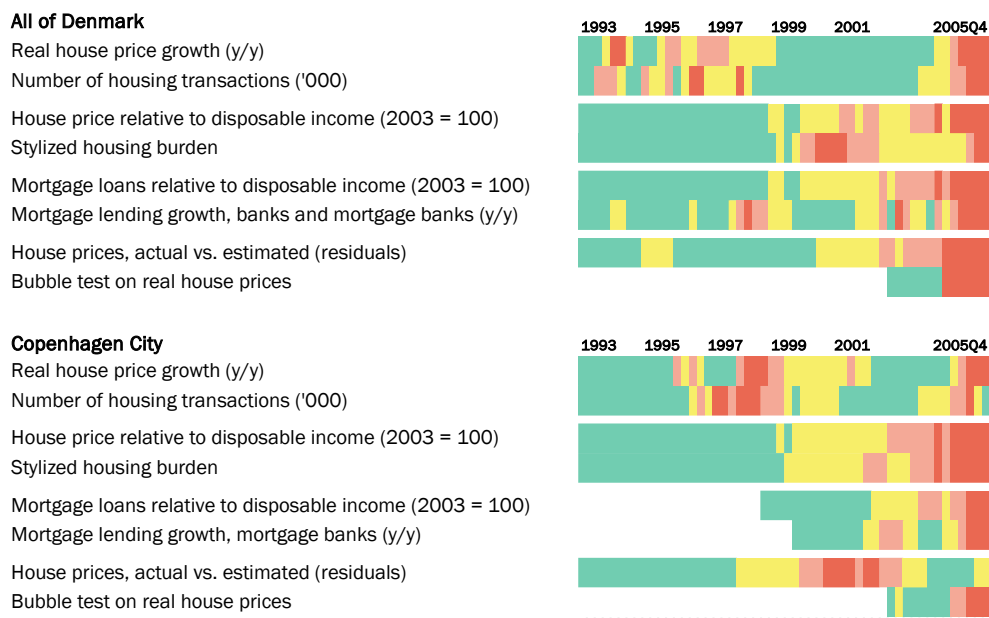 All of Denmark
1993 1995 1997 1999 2001 2005Q4
Real house price growth (y/y)
Number of housing transactions ('000)
House price relative to disposable income (2003 = 100)
Stylized housing burden
Mortgage loans relative to disposable income (2003 = 100)
Mortgage lending growth, banks and mortgage banks (y/y)
House prices, actual vs. estimated (residuals)
Bubble test on real house prices
Copenhagen City
1993 1995 1997 1999 2001 2005Q4
Real house price growth (y/y)
Number of housing transactions ('000)
House price relative to disposable income (2003 = 100)
Stylized housing burden
Mortgage loans relative to disposable income (2003 = 100)
Mortgage lending growth, mortgage banks (y/y)
House prices, actual vs. estimated (residuals)
Bubble test on real house prices